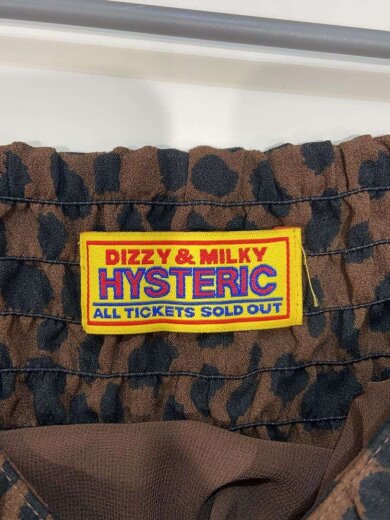 DIZZY & MILKY
HYSTERIC
ALL TICKETS SOLD OUT